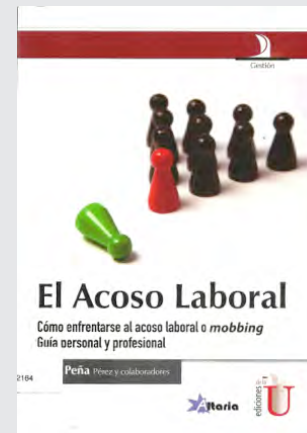 Gestión
El Acoso Laboral
Cómo enfrentarse al acoso laboral o mobbing
Guía personal y profesional
2164
Peña Pérez y colaboradores
Altaria
ediciones de la U